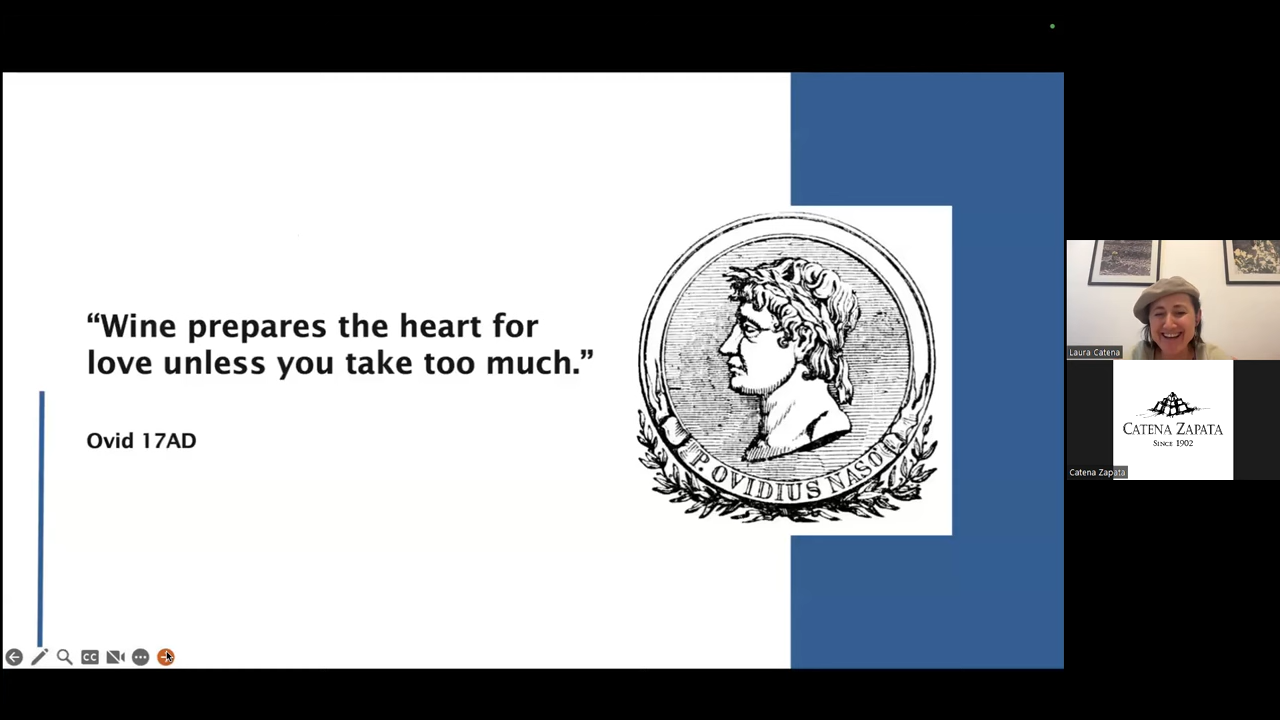 “Wine prepares the heart for
love unless you take too much.”
Ovid 17AD
P. OVIDIUS NASO
CC
Laura Catena
CATENA ZAPATA
SINCE 1902
Catena Zapata